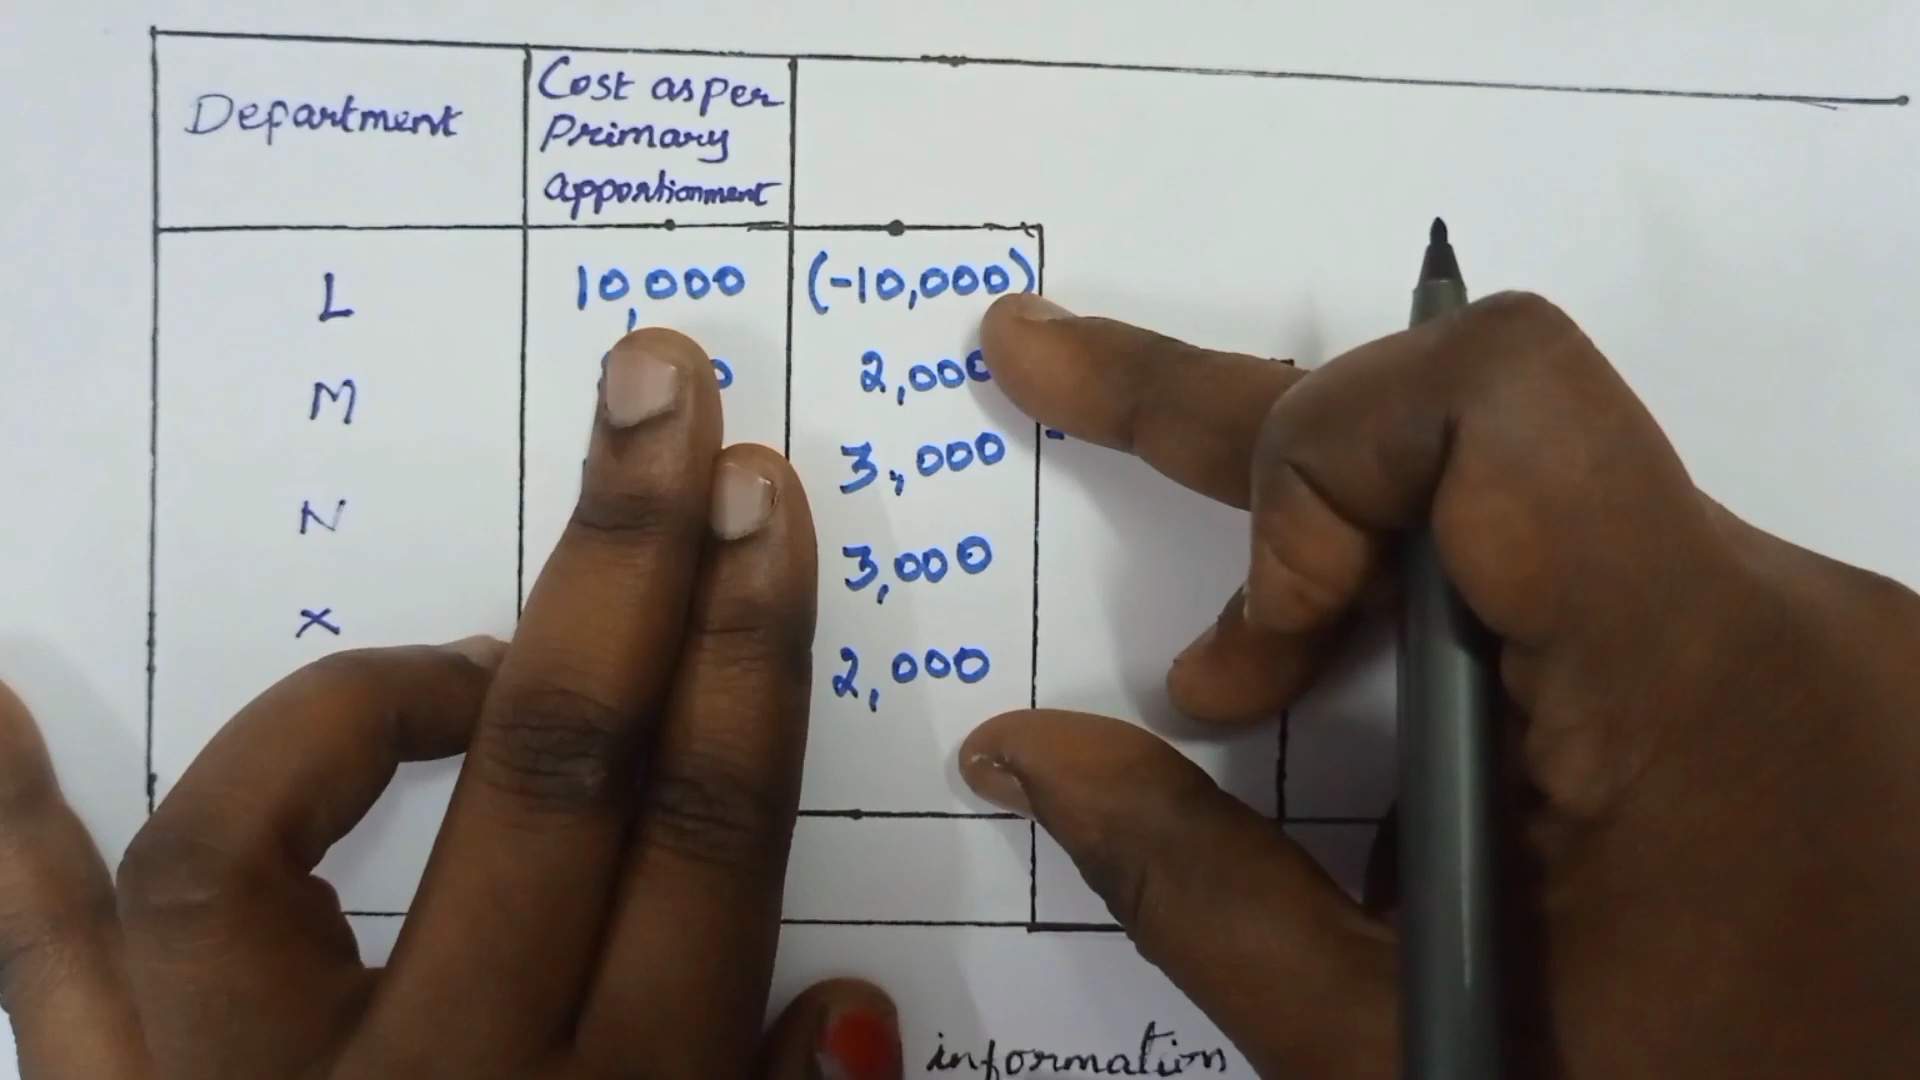 Department
Cost as per
Primary
apportionment
L 10,000 (-10,000)
M 2,000
N 3,000
X 3,000
2,000
information